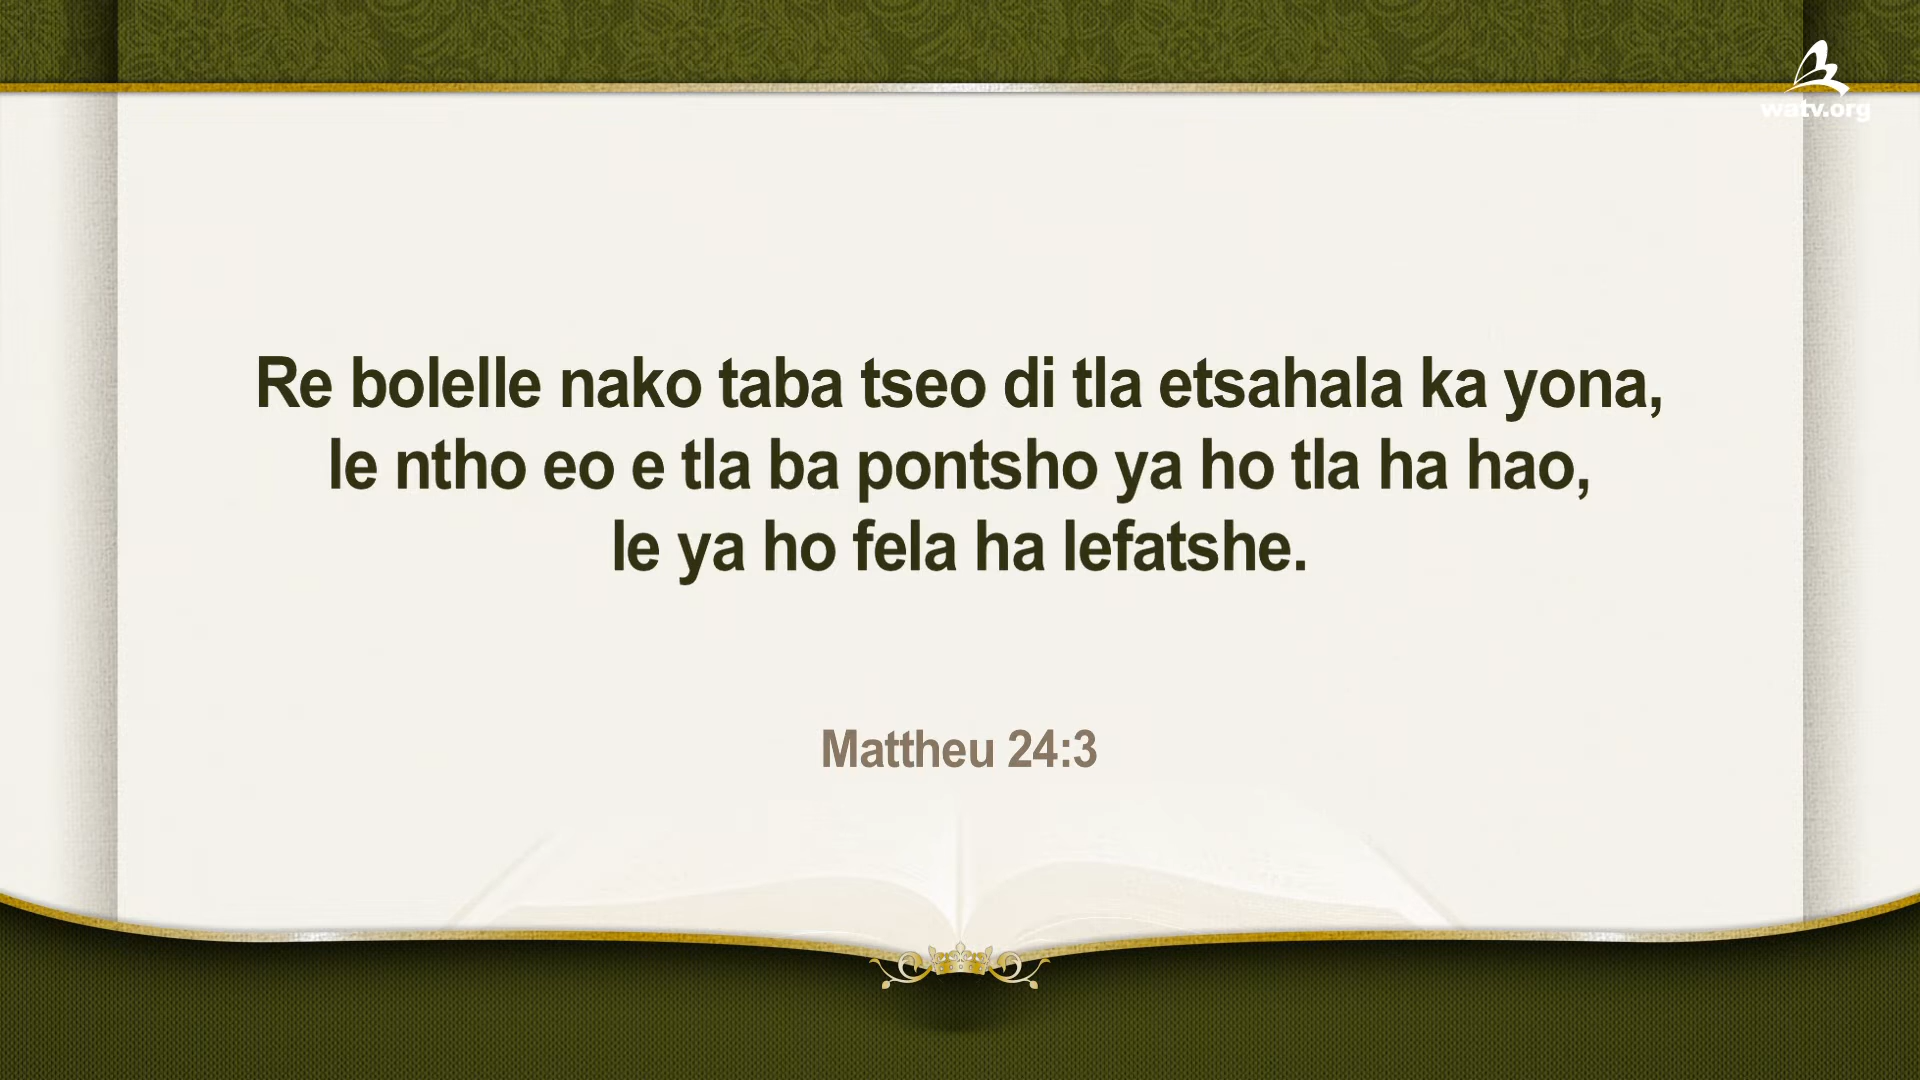 watv.org
Re bolelle nako taba tseo di tla etsahala ka yona,
le ntho eo e tla ba pontsho ya ho tla ha hao,
le ya ho fela ha lefatshe.
Mattheu 24:3